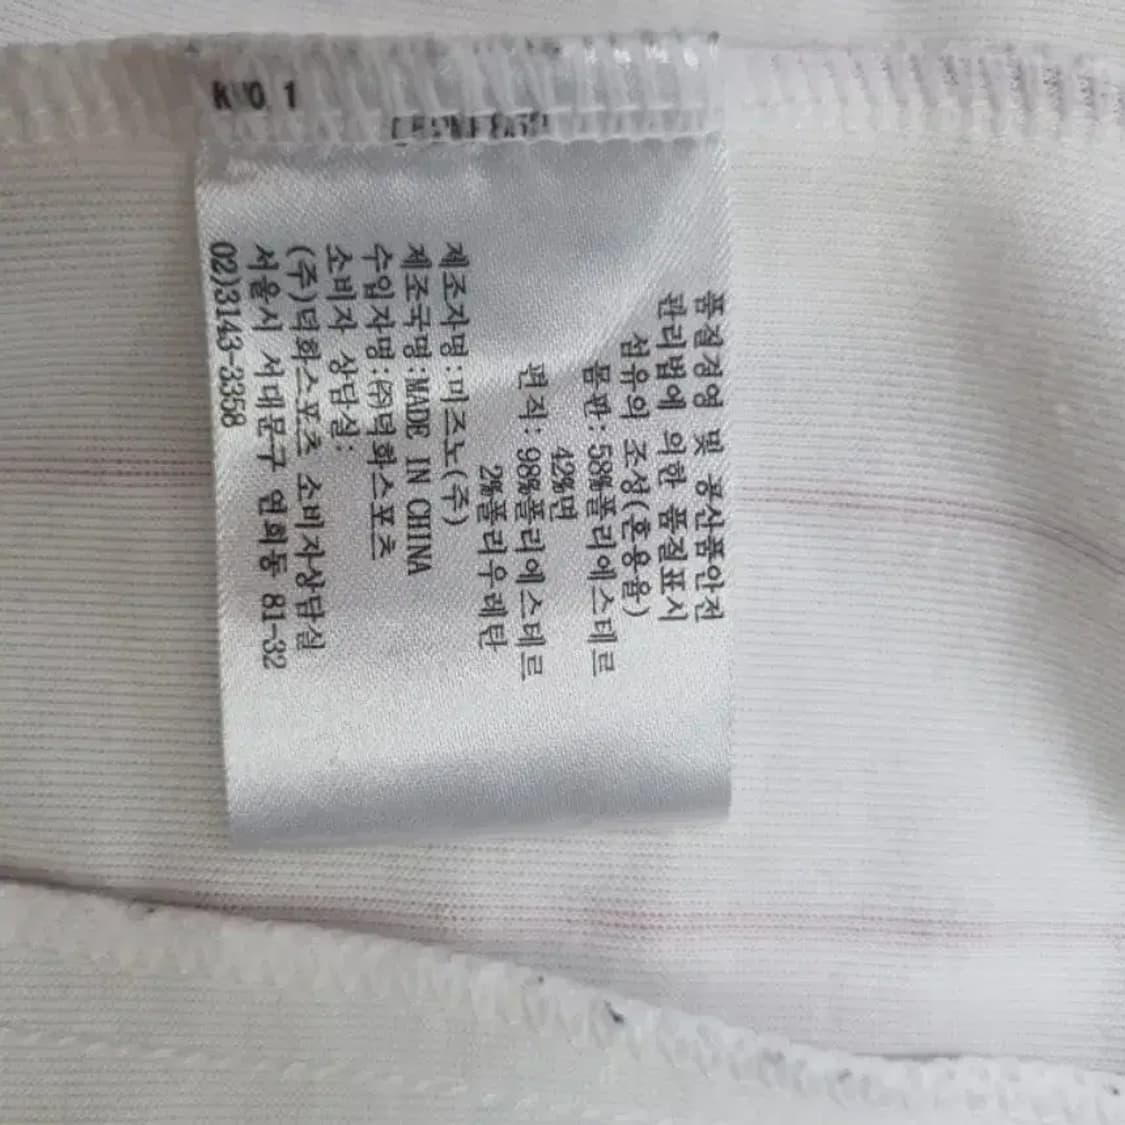 품질경영 및 공산품안전
관리법에 의한 품질표시
섬유의 조성(혼용율)
몸판: 58%폴리에스테르
42%면
편직: 98%폴리에스테르
2%폴리우레탄
제조자명:미즈노(주)
제조국명:MADE IN CHINA
수입자명:㈜덕화스포츠
소비자 상담실:
(주)덕화스포츠 소비자상담실
서울시 서대문구 연희동 81-32
02)3143-3358
K 0 1